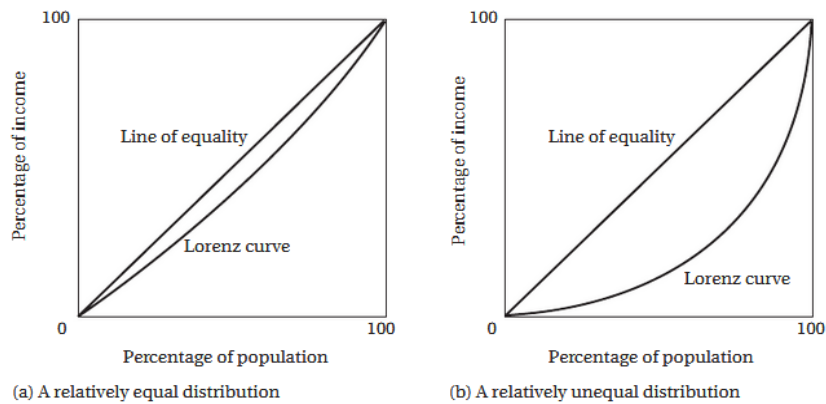 100
Percentage of income
Line of equality
Lorenz curve
0
100
Percentage of population
(a) A relatively equal distribution
100
Percentage of income
Line of equality
Lorenz curve
0
100
Percentage of population
(b) A relatively unequal distribution